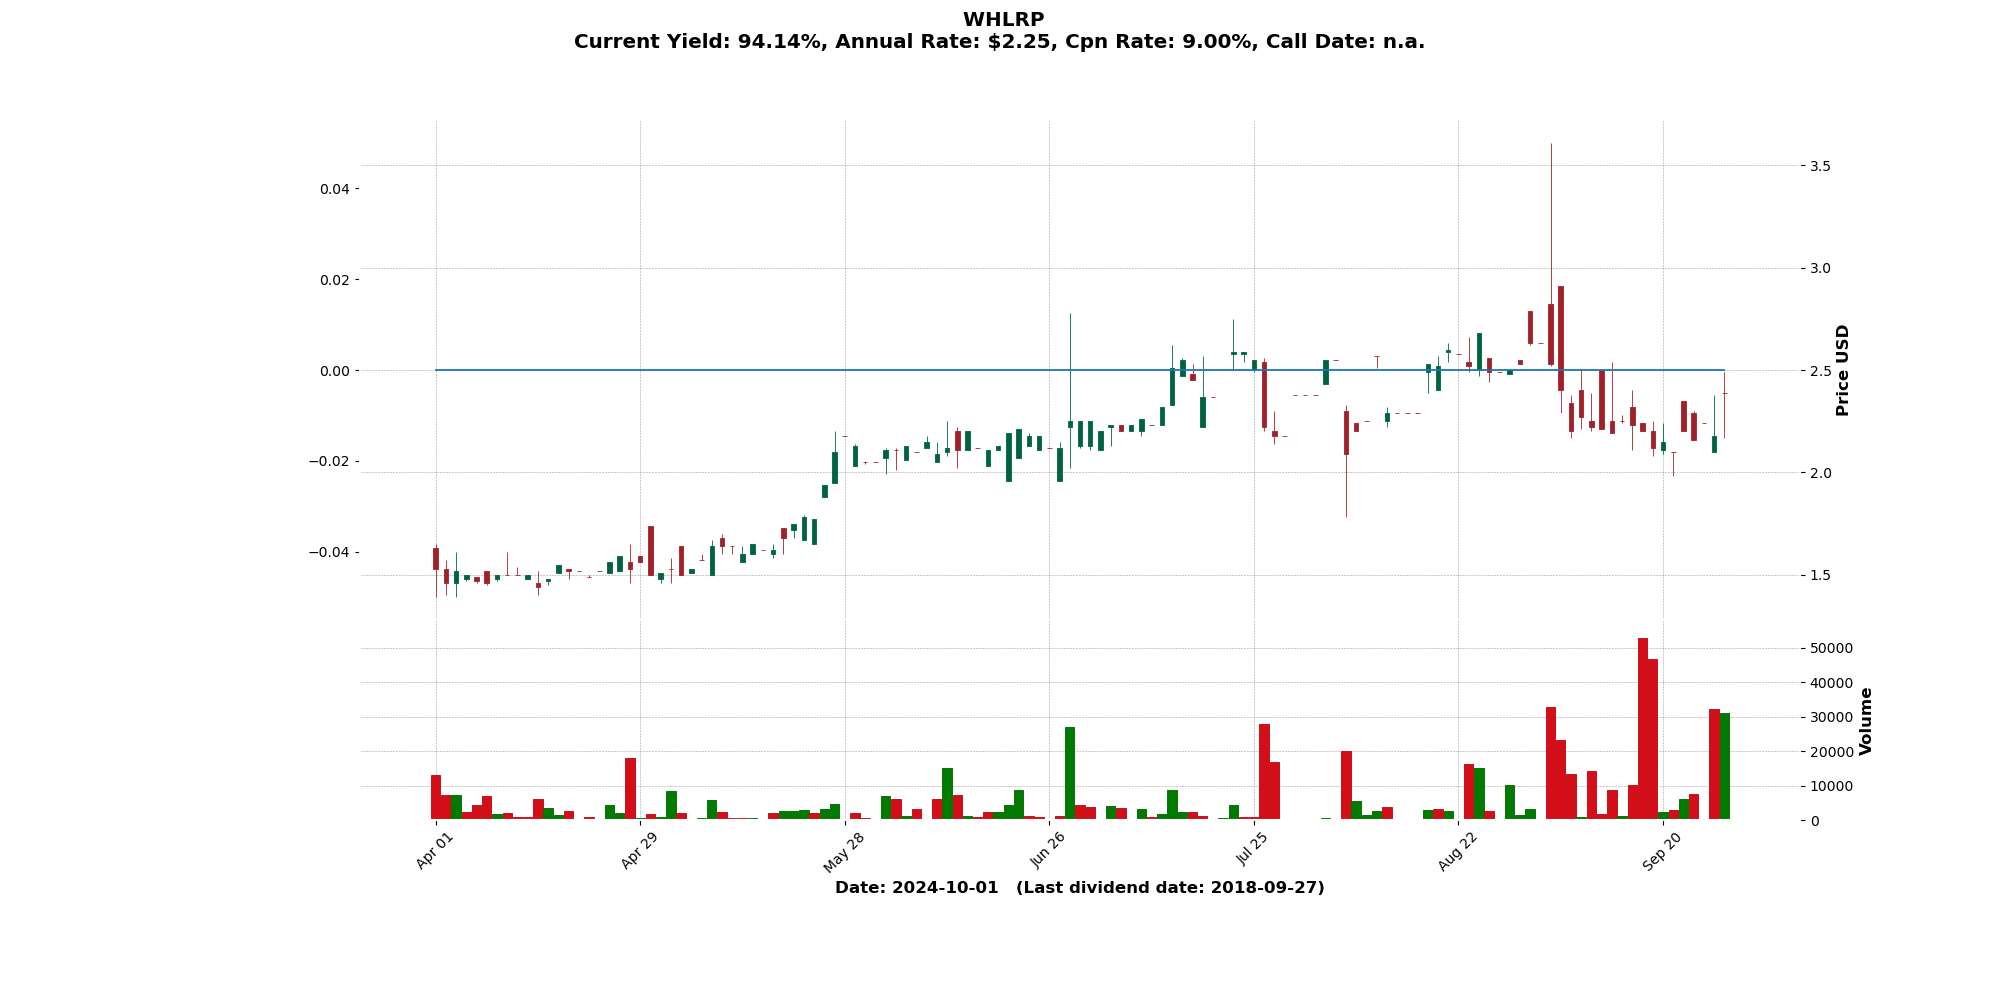 WHLRP
Current Yield: 94.14%, Annual Rate: $2.25, Cpn Rate: 9.00%, Call Date: n.a.
0.04
0.02
0.00
−0.02
−0.04
3.5
3.0
2.5
2.0
1.5
Price USD
50000
40000
30000
20000
10000
0
Volume
Apr 01
Apr 29
May 28
Jun 26
Jul 25
Aug 22
Sep 20
Date: 2024-10-01   (Last dividend date: 2018-09-27)